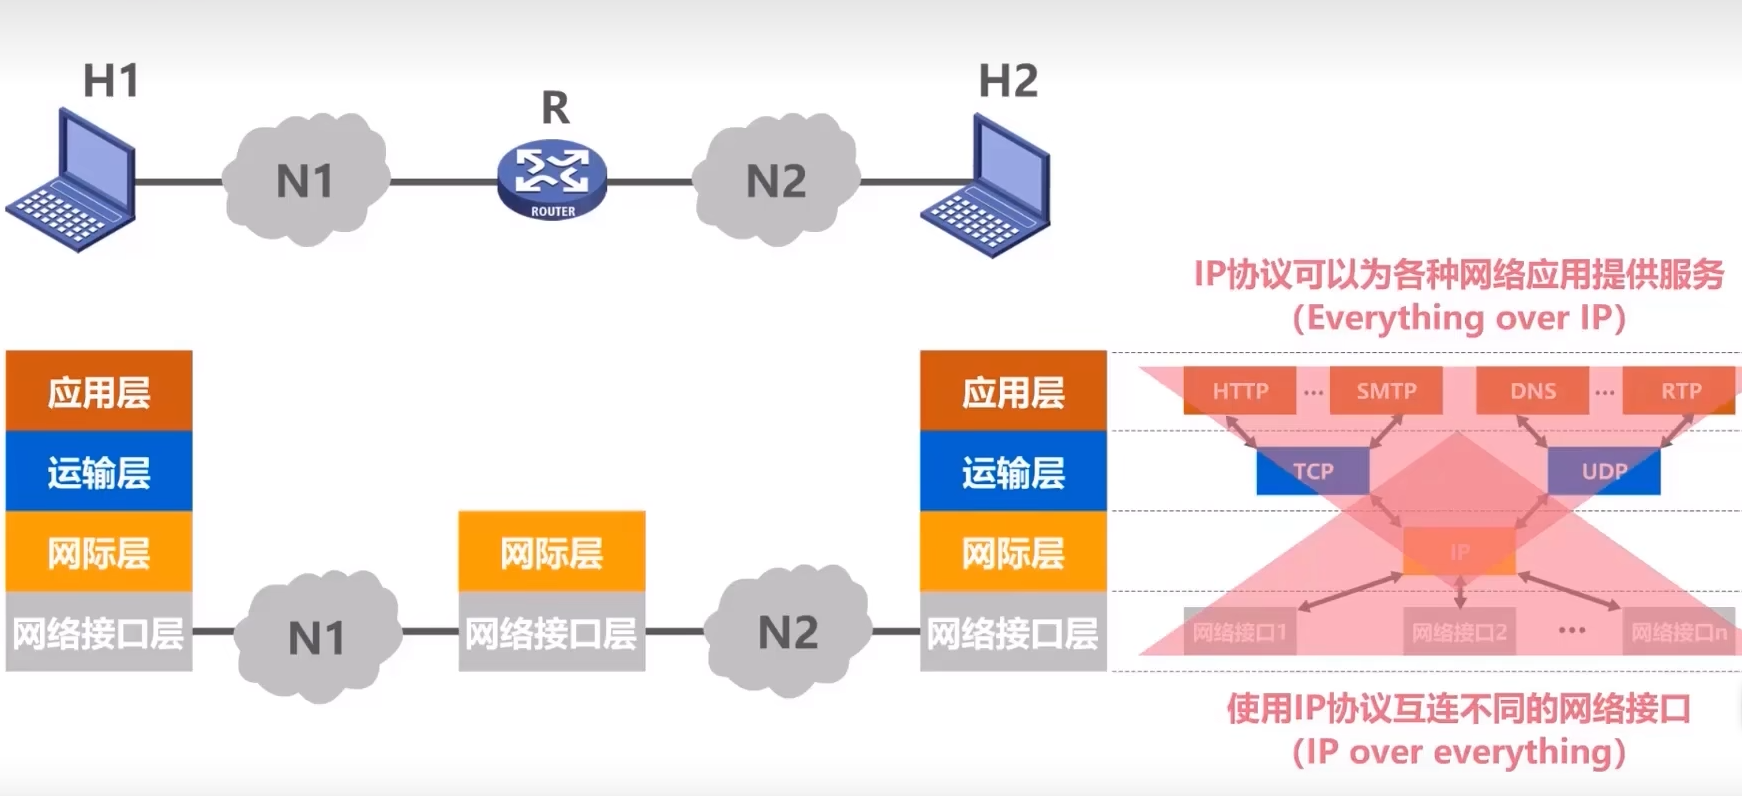 H1
R
H2
N1
ROUTER
N2
IP协议可以为各种网络应用提供服务
(Everything over IP)
应用层
运输层
网际层
网络接口层
N1
网际层
网络接口层
N2
应用层
运输层
网际层
网络接口层
HTTP ... SMTP DNS ... RTP
TCP UDP
IP
网络接口1 网络接口2 ... 网络接口n
使用IP协议互连不同的网络接口
(IP over everything)